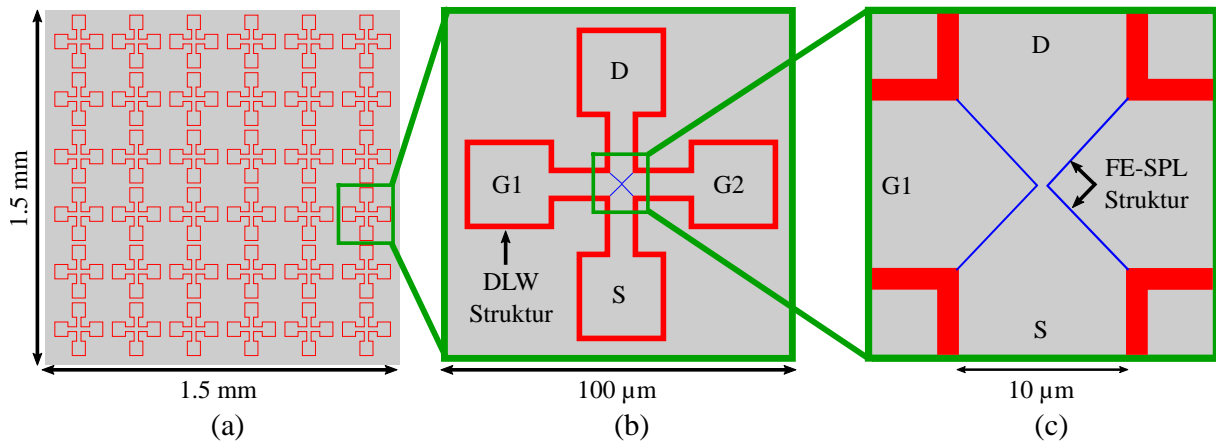 1.5 mm
1.5 mm
(a)
D
G1
G2
S
DLW
Struktur
100 µm
(b)
D
G1
FE-SPL
Struktur
S
10 µm
(c)